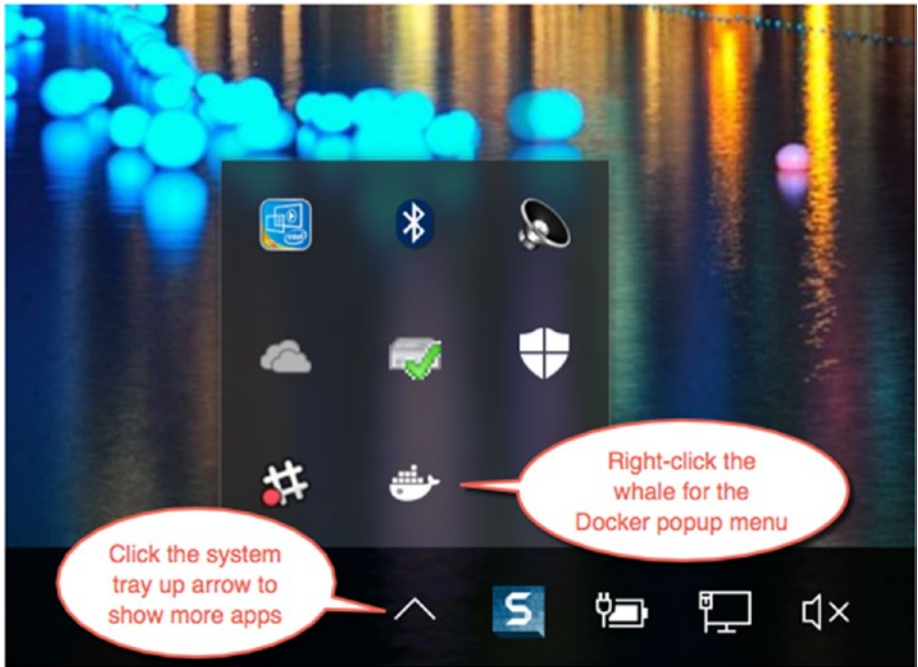 intel
Right-click the
whale for the
Docker popup menu
Click the system
tray up arrow to
show more apps
S